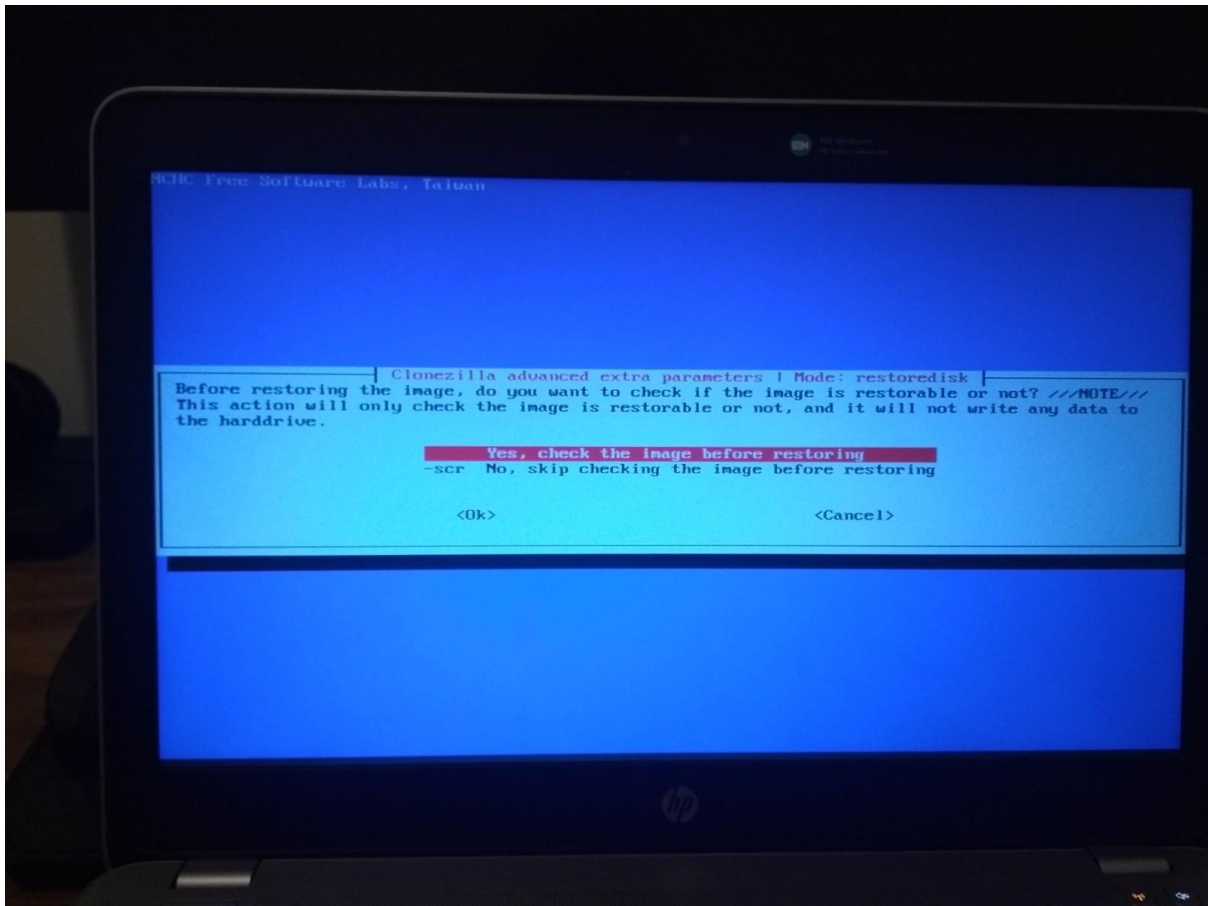 HD Webcam
NCHC Free Software Labs, Taiwan
Clonezilla advanced extra parameters | Mode: restoredisk
Before restoring the image, do you want to check if the image is restorable or not? ///NOTE///
This action will only check the image is restorable or not, and it will not write any data to
the harddrive.
Yes, check the image before restoring
-scr No, skip checking the image before restoring
<Ok> <Cancel>
hp